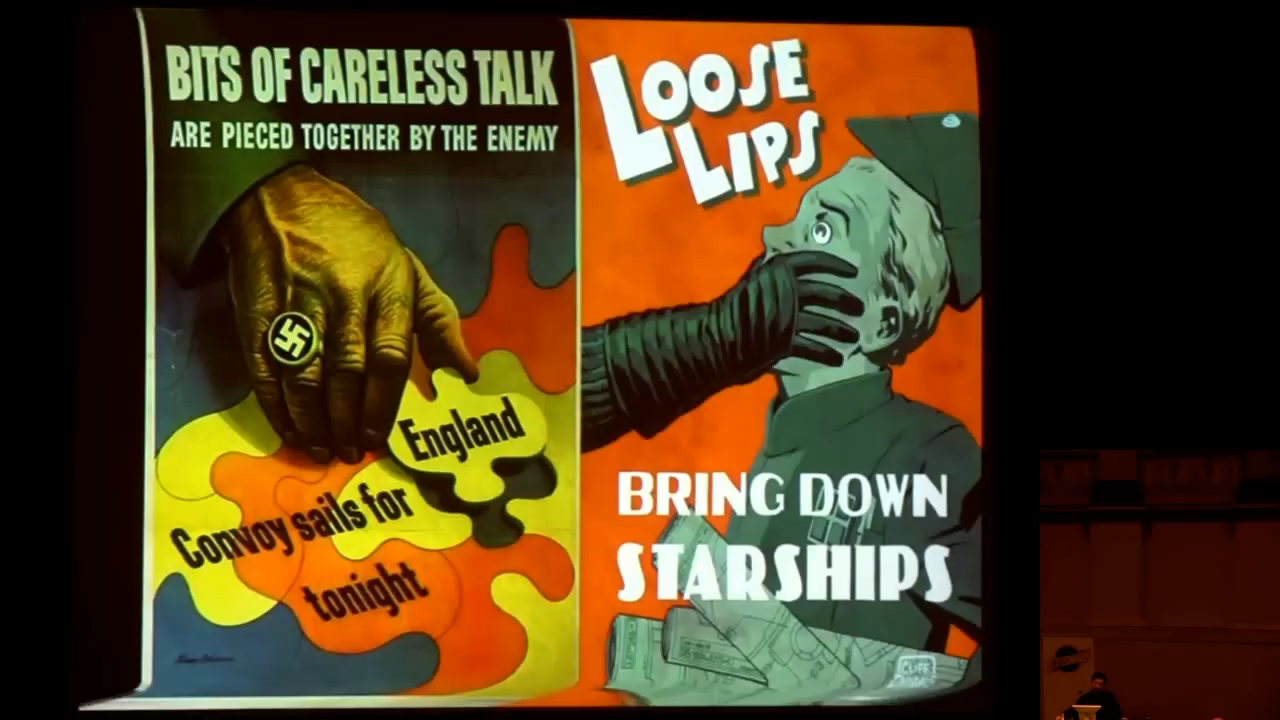 BITS OF CARELESS TALK
ARE PIECED TOGETHER BY THE ENEMY
England
Convoy sails for
tonight
LOOSE
LIPS
BRING DOWN
STARSHIPS
CLIFF